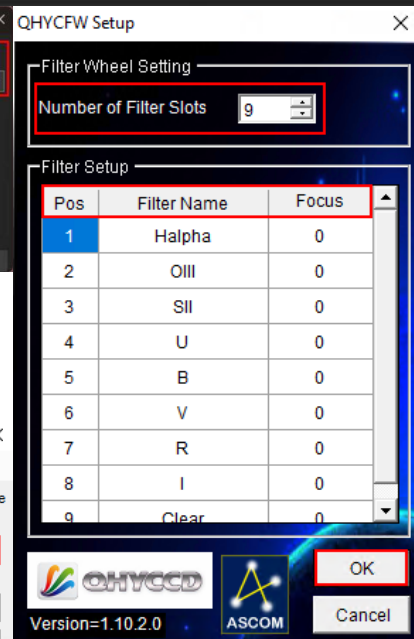 QHYCFW Setup
Filter Wheel Setting
Number of Filter Slots 9
Filter Setup
Pos Filter Name Focus
1 Halpha 0
2 OIII 0
3 SII 0
4 U 0
5 B 0
6 V 0
7 R 0
8 I 0
9 Clear 0
QHYCCD
OK
Version=1.10.2.0
ASCOM
Cancel